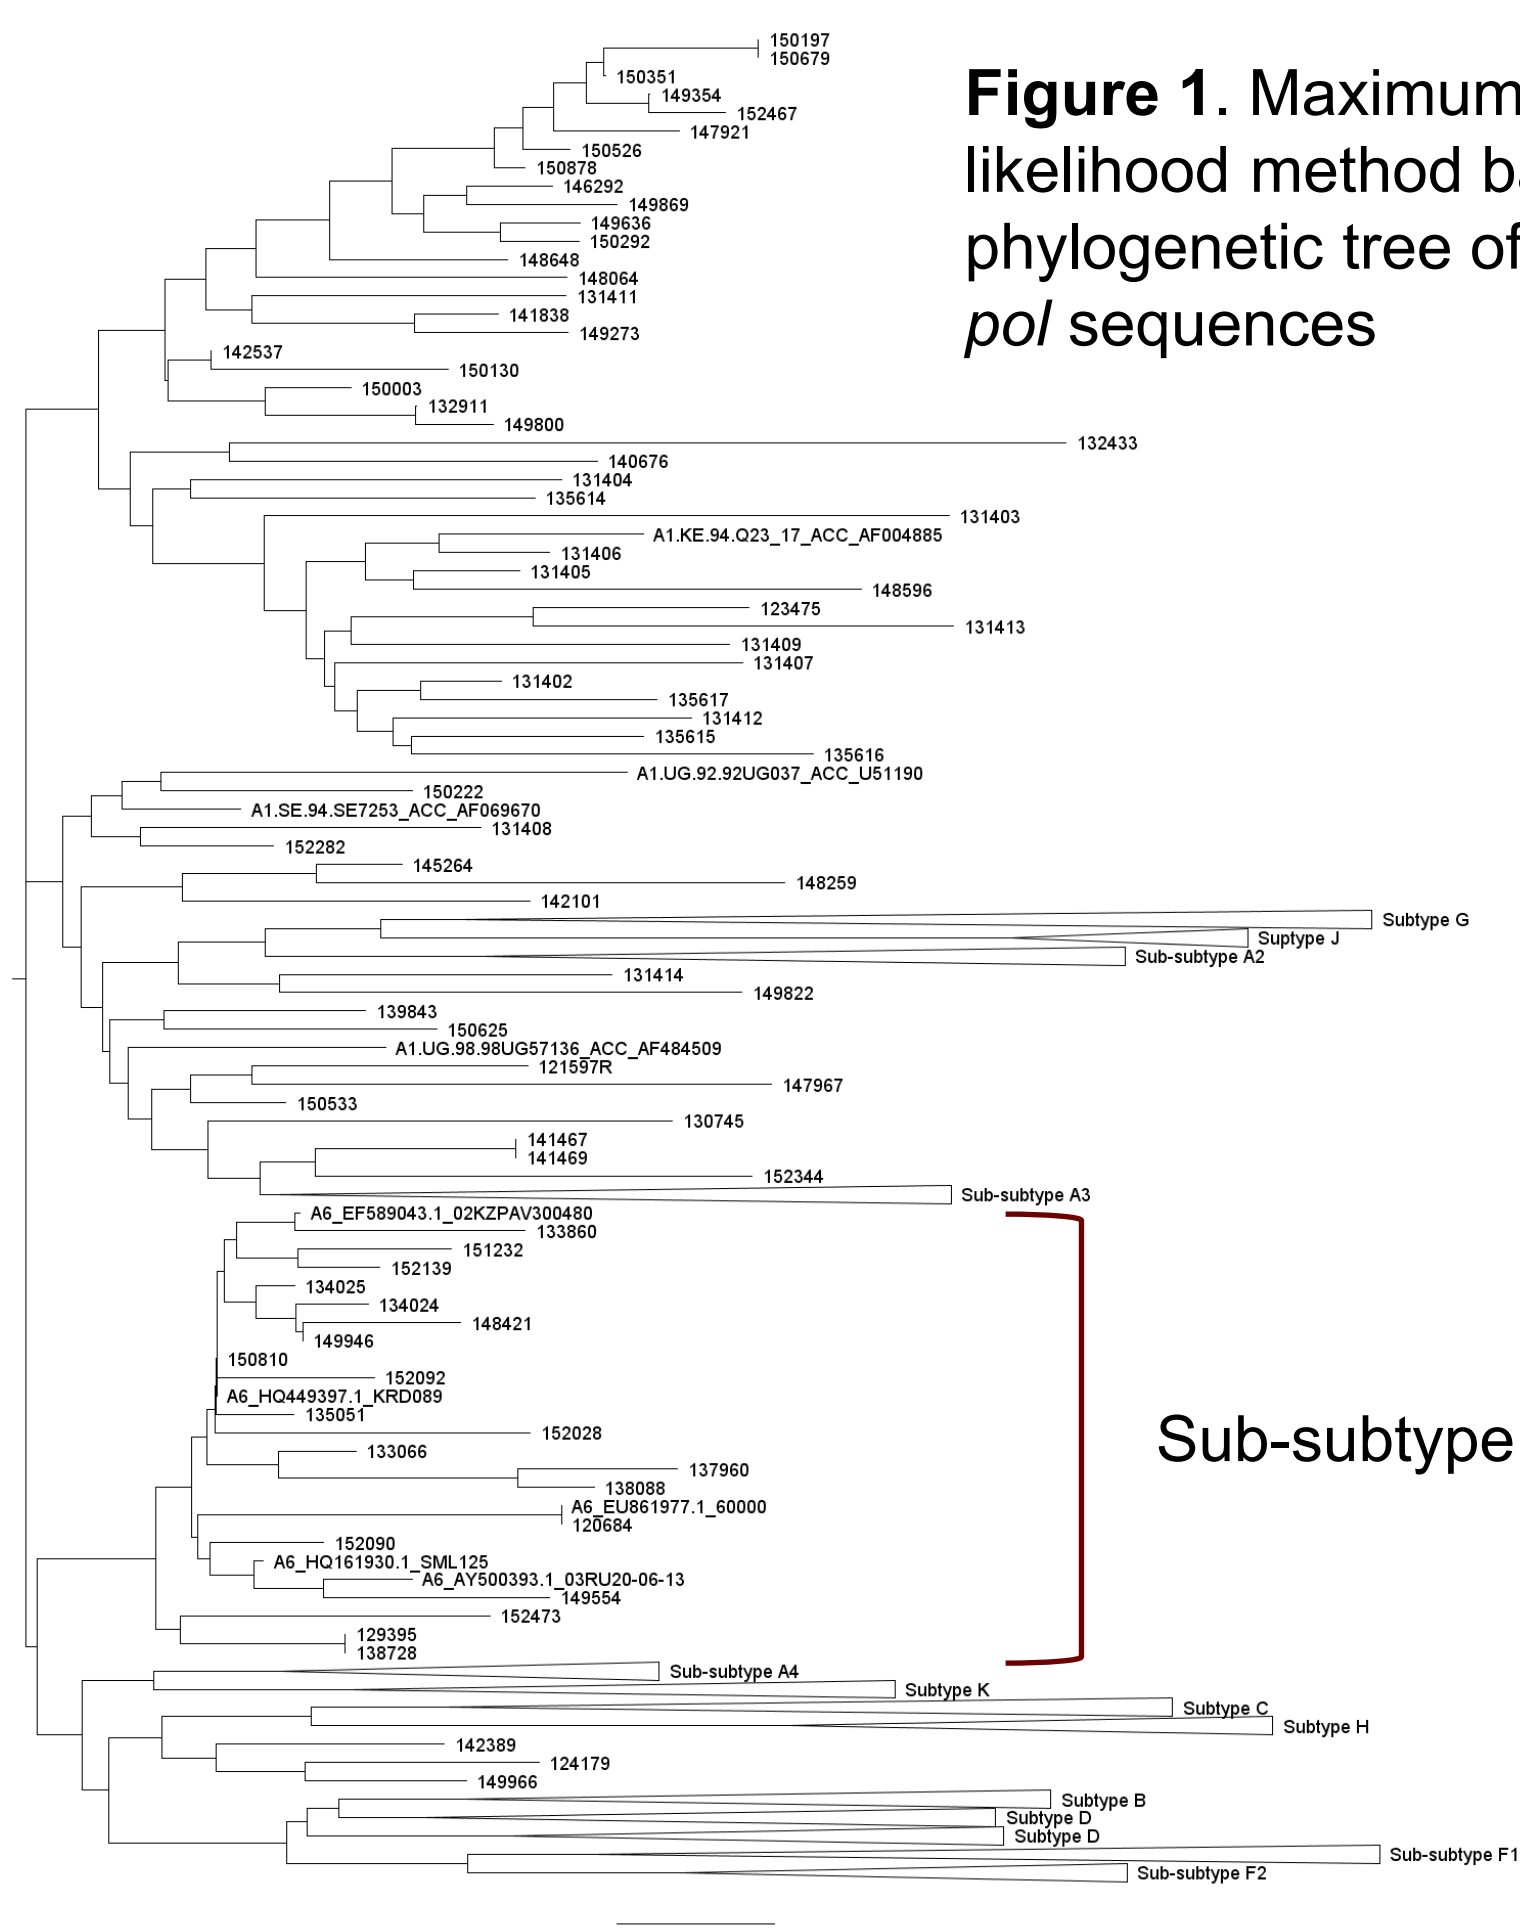 150197
150679
150351
149354
152467
147921
150526
150878
146292
149869
149636
150292
148648
148064
131411
141838
149273
142537
150130
150003
132911
149800
132433
140676
131404
135614
131403
A1.KE.94.Q23_17_ACC_AF004885
131406
131405
148596
123475
131413
131409
131407
131402
135617
131412
135615
135616
A1.UG.92.92UG037_ACC_U51190
150222
A1.SE.94.SE7253_ACC_AF069670
131408
152282
145264
148259
142101
Subtype G
Suptype J
Sub-subtype A2
131414
149822
139843
150625
A1.UG.98.98UG57136_ACC_AF484509
121597R
147967
150533
130745
141467
141469
152344
Sub-subtype A3
A6_EF589043.1_02KZPAV300480
133860
151232
152139
134025
134024
148421
149946
150810
152092
A6_HQ449397.1_KRD089
135051
152028
133066
137960
138088
A6_EU861977.1_60000
120684
152090
A6_HQ161930.1_SML125
A6_AY500393.1_03RU20-06-13
149554
152473
129395
138728
Sub-subtype A4
Subtype K
Subtype C
Subtype H
142389
124179
149966
Subtype B
Subtype D
Subtype D
Sub-subtype F1
Sub-subtype F2
Figure 1. Maximum
likelihood method
phylogenetic tree of
pol sequences
Sub-subtype